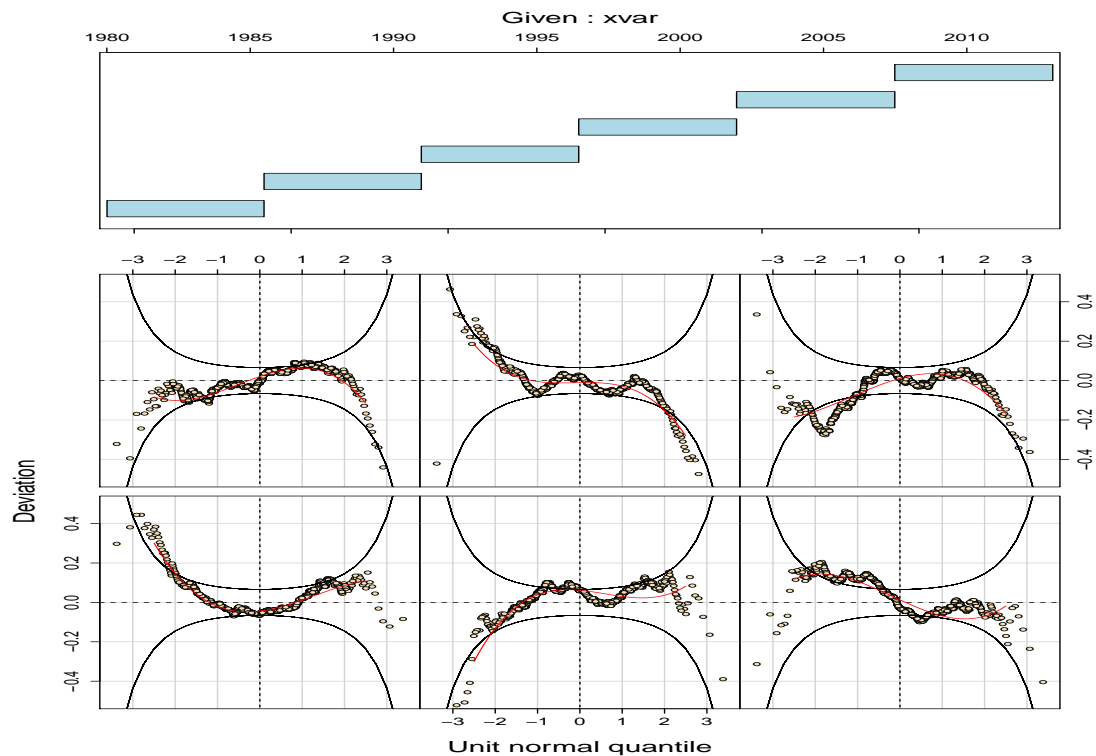 Given : xvar
1980 1985 1990 1995 2000 2005 2010
−3 −2 −1 0 1 2 3 −3 −2 −1 0 1 2 3
−0.4 −0.2 0.0 0.2 0.4
Deviation
−0.4 −0.2 0.0 0.2 0.4
−3 −2 −1 0 1 2 3
Unit normal quantile